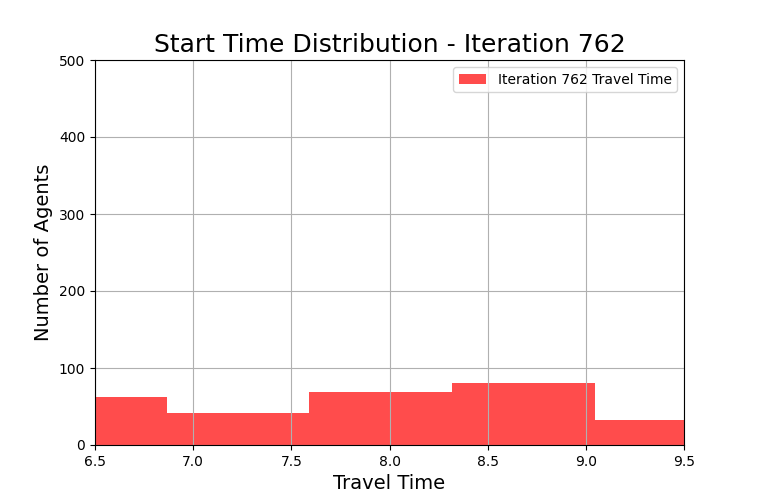 Start Time Distribution - Iteration 762
500
400
300
200
100
0
Number of Agents
Iteration 762 Travel Time
6.5 7.0 7.5 8.0 8.5 9.0 9.5
Travel Time